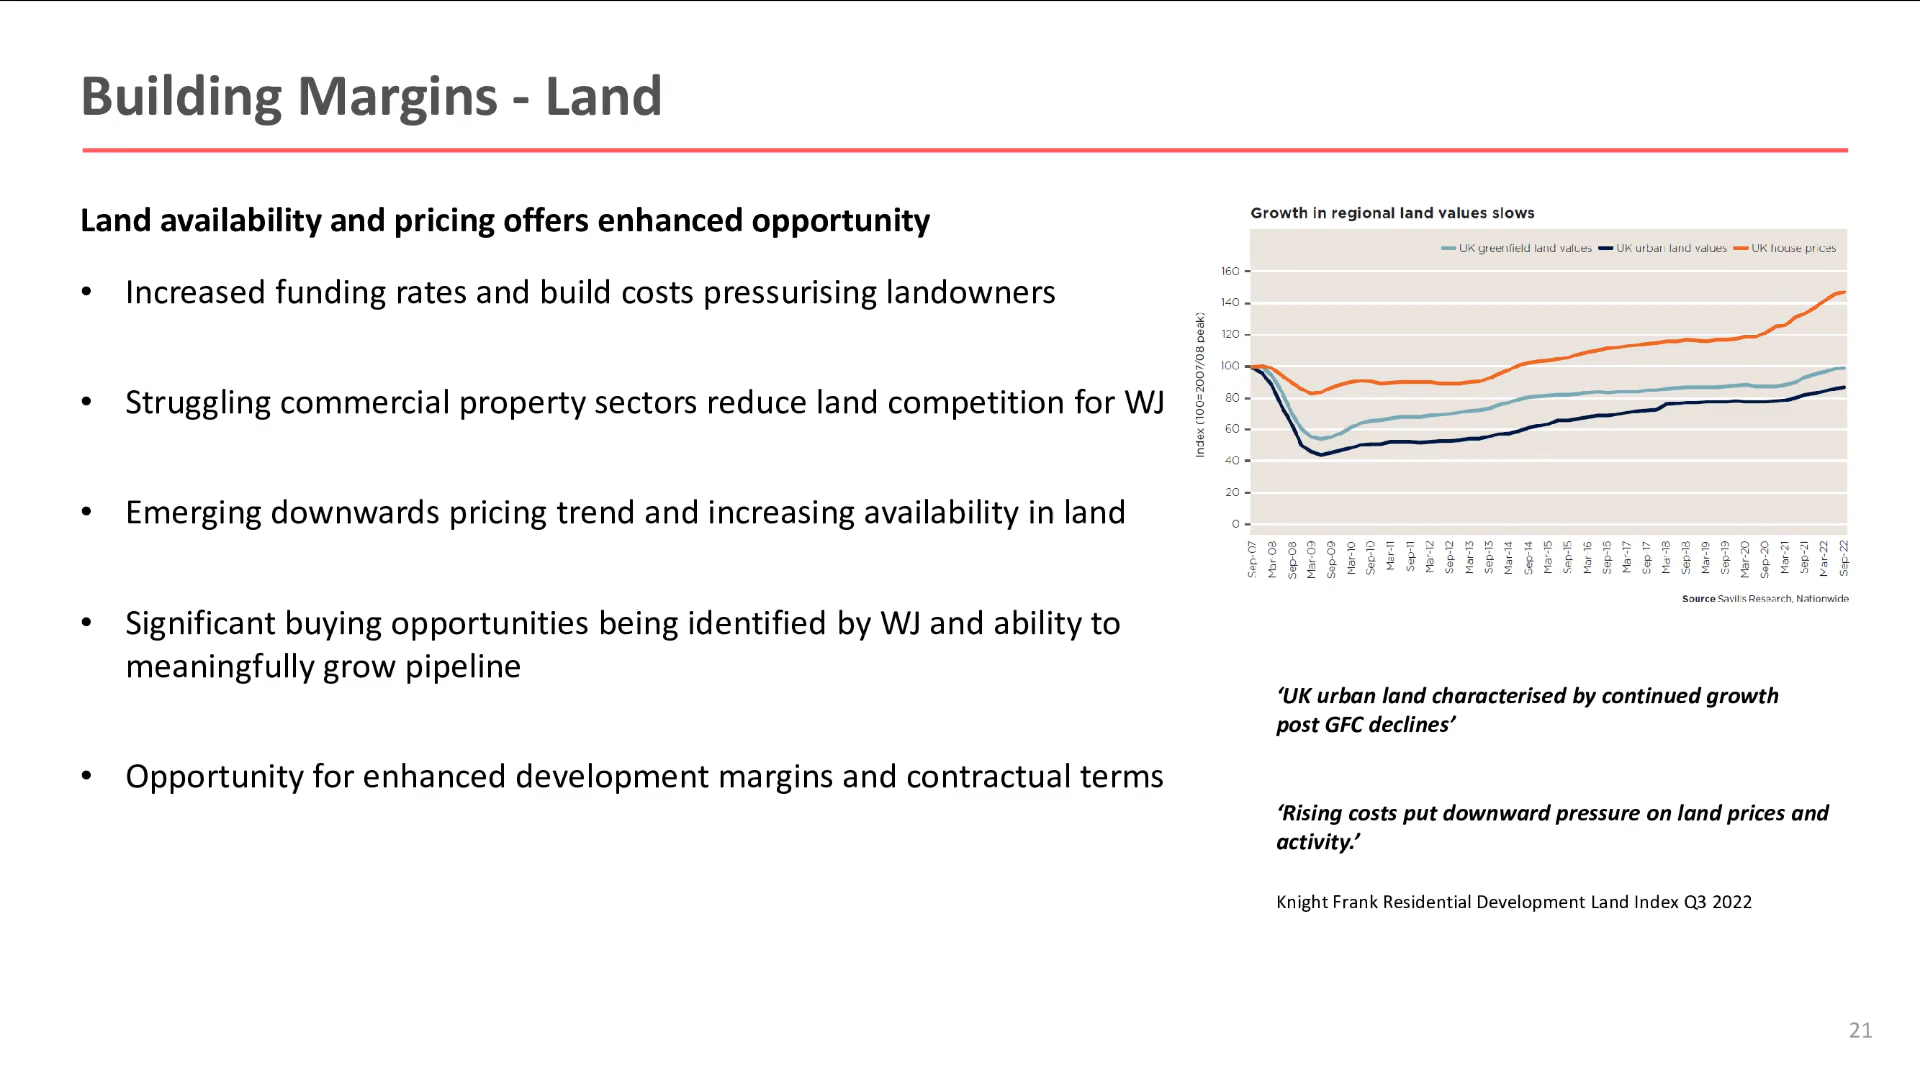 Building Margins - Land
Land availability and pricing offers enhanced opportunity
• Increased funding rates and build costs pressurising landowners
• Struggling commercial property sectors reduce land competition for WJ
• Emerging downwards pricing trend and increasing availability in land
• Significant buying opportunities being identified by WJ and ability to
meaningfully grow pipeline
• Opportunity for enhanced development margins and contractual terms
Growth in regional land values slows
UK greenfield land values UK urban land values UK house prices
Index (100=2007/08 peak)
160
140
120
100
80
60
40
20
0
Sep-07 Mar-08 Sep-08 Mar-09 Sep-09 Mar-10 Sep-10 Mar-11 Sep-11 Mar-12 Sep-12 Mar-13 Sep-13 Mar-14 Sep-14 Mar-15 Sep-15 Mar-16 Sep-16 Mar-17 Sep-17 Mar-18 Sep-18 Mar-19 Sep-19 Mar-20 Sep-20 Mar-21 Sep-21 Mar-22 Sep-22
Source Savills Research, Nationwide
‘UK urban land characterised by continued growth
post GFC declines’
‘Rising costs put downward pressure on land prices and
activity.’
Knight Frank Residential Development Land Index Q3 2022
21